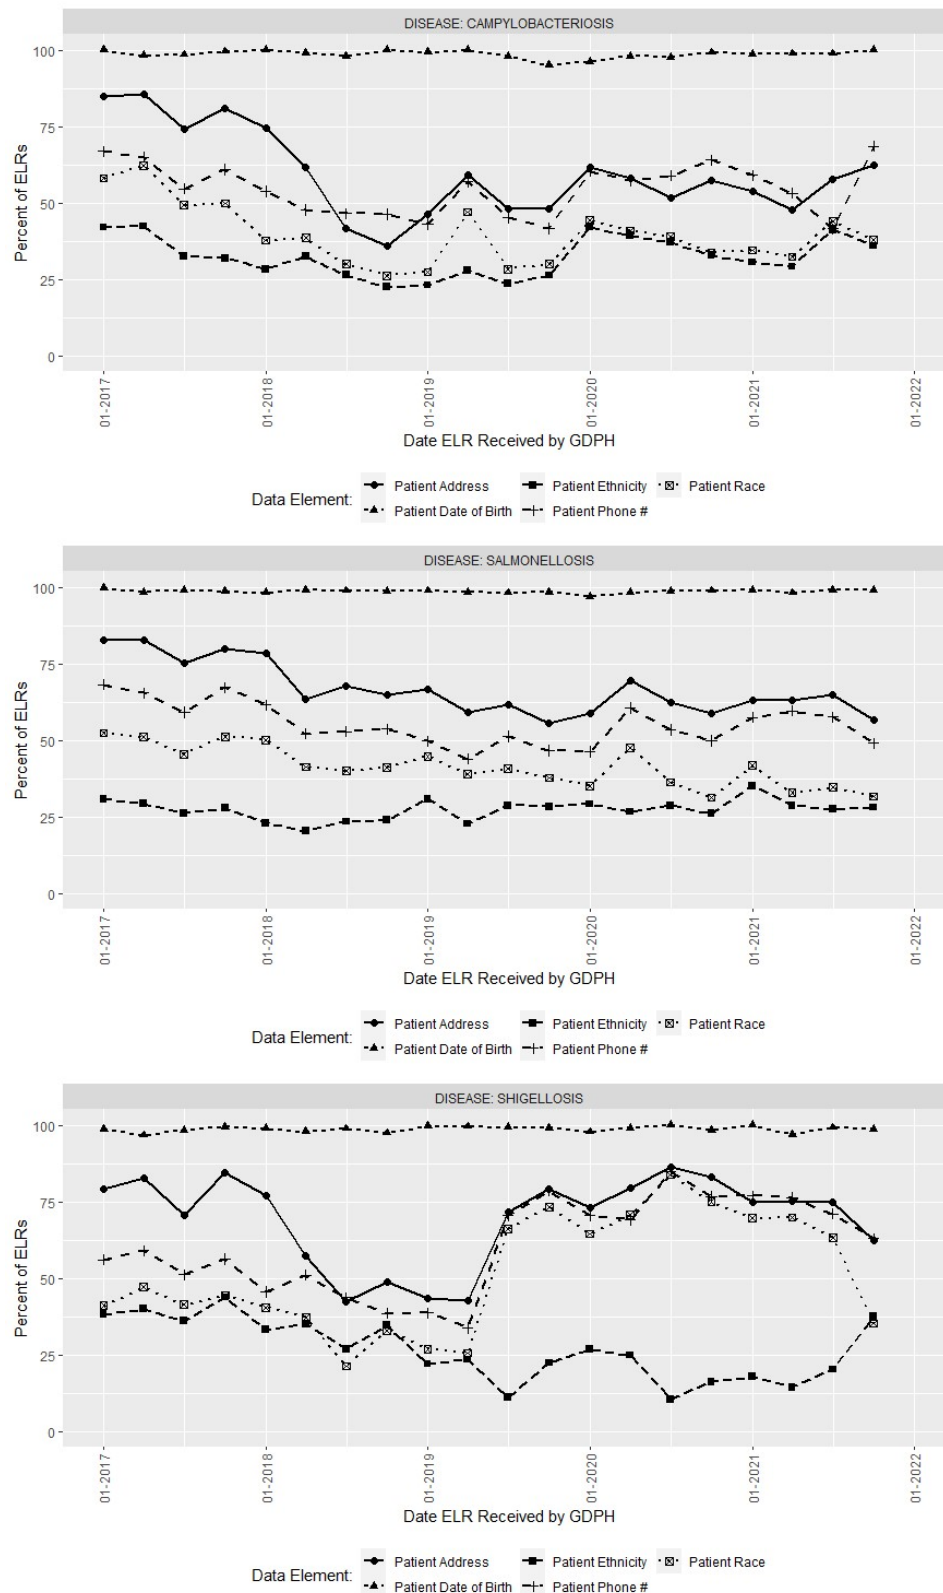 DISEASE: CAMPYLOBACTERIOSIS
Percent of ELRs
100
75
50
25
0
01-2017
01-2018
01-2019
01-2020
01-2021
01-2022
Date ELR Received by GDPH
Data Element:
Patient Address
Patient Ethnicity
Patient Race
Patient Date of Birth
Patient Phone #
DISEASE: SALMONELLOSIS
Percent of ELRs
100
75
50
25
0
01-2017
01-2018
01-2019
01-2020
01-2021
01-2022
Date ELR Received by GDPH
Data Element:
Patient Address
Patient Ethnicity
Patient Race
Patient Date of Birth
Patient Phone #
DISEASE: SHIGELLOSIS
Percent of ELRs
100
75
50
25
0
01-2017
01-2018
01-2019
01-2020
01-2021
01-2022
Date ELR Received by GDPH
Data Element:
Patient Address
Patient Ethnicity
Patient Race
Patient Date of Birth
Patient Phone #